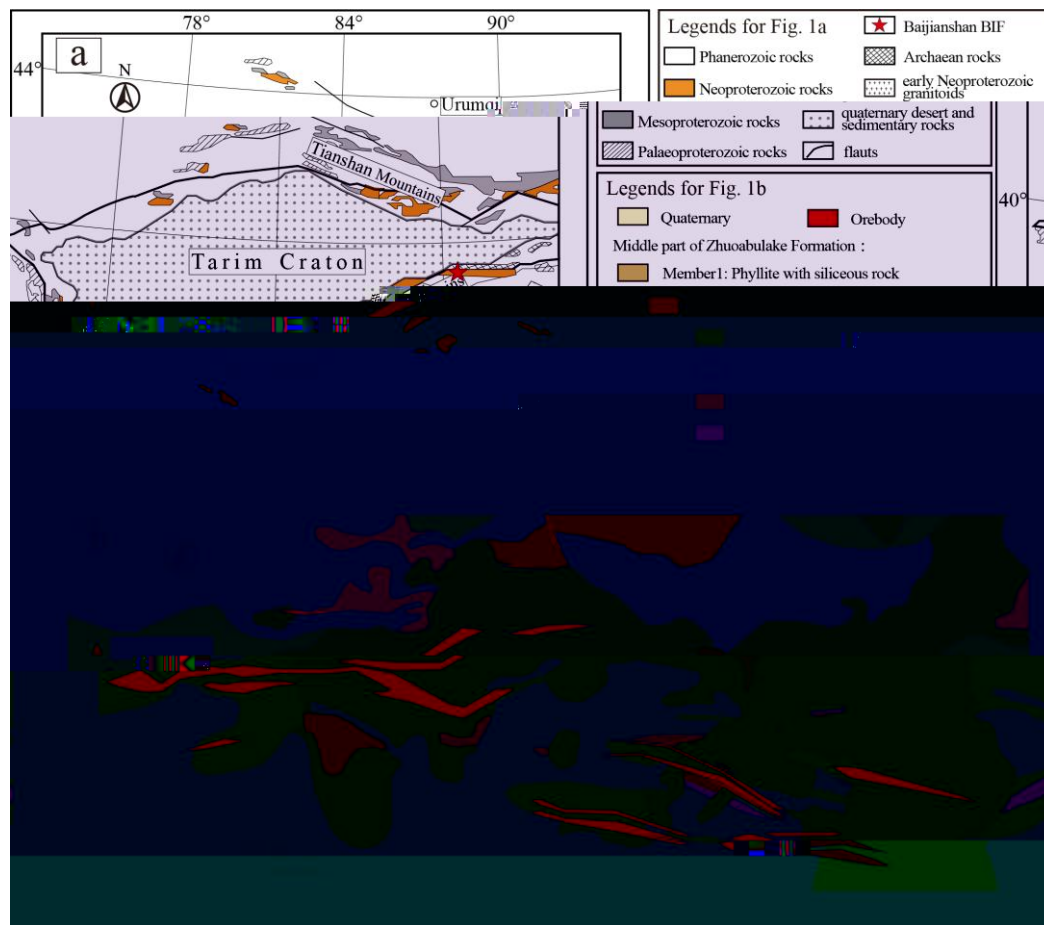 78° 84° 90°
44°
a
N
Urumqi
Tianshan Mountains
Tarim Craton
Legends for Fig. 1a
Baijianshan BIF
Phanerozoic rocks
Archaean rocks
Neoproterozoic rocks
early Neoproterozoic
granitoids
Mesoproterozoic rocks
quaternary desert and
sedimentary rocks
Palaeoproterozoic rocks
flauts
40°
Legends for Fig. 1b
Quaternary
Orebody
Middle part of Zhuoabulake Formation :
Member1: Phyllite with siliceous rock